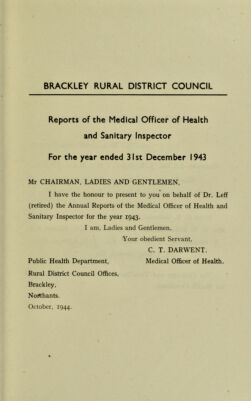 BRACKLEY RURAL DISTRICT COUNCIL
Reports of the Medical Officer of Health
and Sanitary Inspector
For the year ended 31st December 1943
Mr CHAIRMAN, LADIES AND GENTLEMEN,
I have the honour to present to you on behalf of Dr. Leff
(retired) the Annual Reports of the Medical Officer of Health and
Sanitary Inspector for the year 1943.
I am, Ladies and Gentlemen,
Your obedient Servant,
C. T. DARWENT.
Public Health Department, Medical Officer of Health.
Rural District Council Offices,
Brackley,
Northants.
October, 1944.